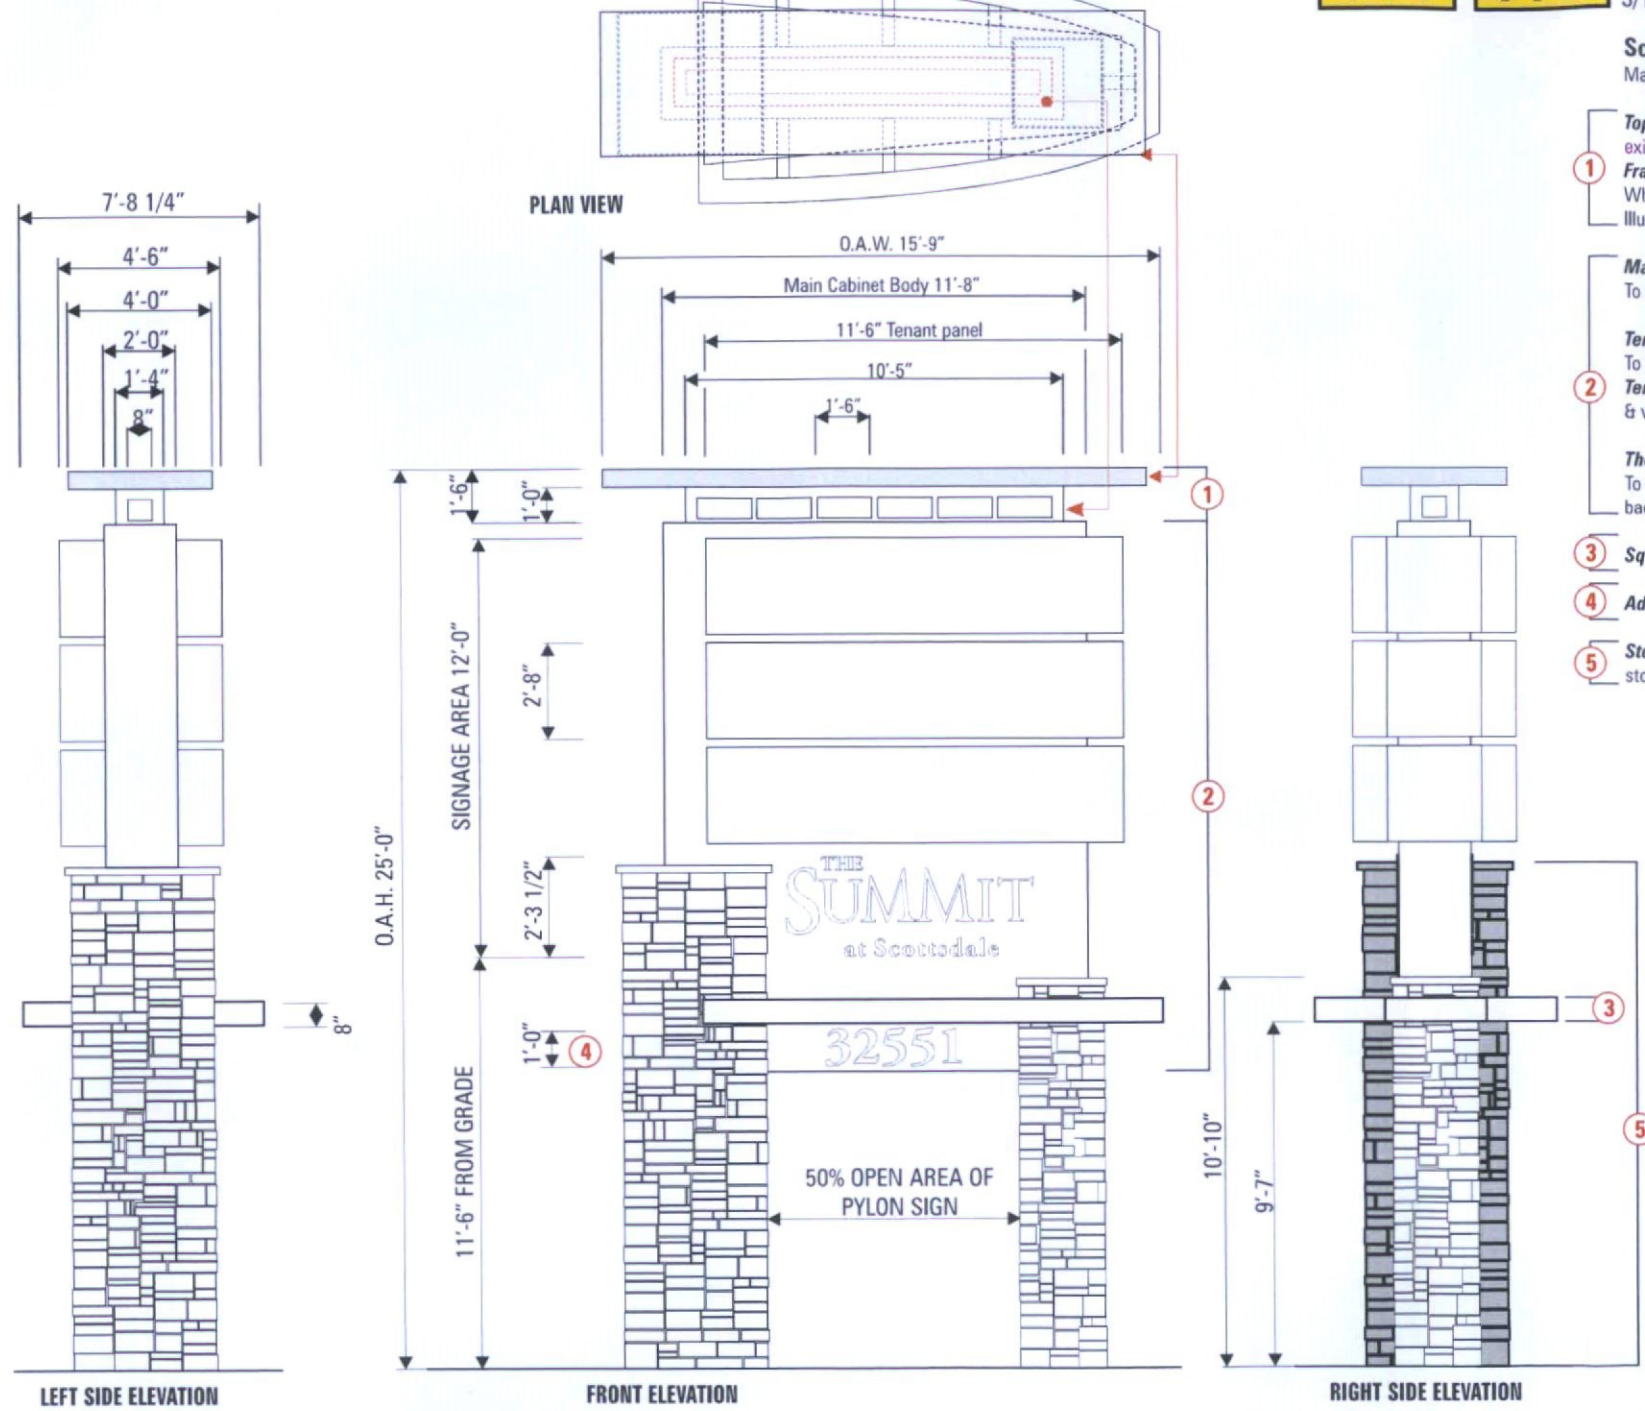 PLAN VIEW
7'-8 1/4"
4'-6"
4'-0"
2'-0"
1'-4"
8"
O.A.W. 15'-9"
Main Cabinet Body 11'-8"
11'-6" Tenant panel
10'-5"
1'-6"
1'-6"
1'-0"
O.A.H. 25'-0"
SIGNAGE AREA 12'-0"
2'-8"
2'-3 1/2"
11'-6" FROM GRADE
1'-0"
4
8"
THE
SUMMIT
at Scottsdale
32551
50% OPEN AREA OF
PYLON SIGN
1
2
10'-10"
9'-7"
3
5
LEFT SIDE ELEVATION
FRONT ELEVATION
RIGHT SIDE ELEVATION
1
2
To
To
& v
To
3
4
5